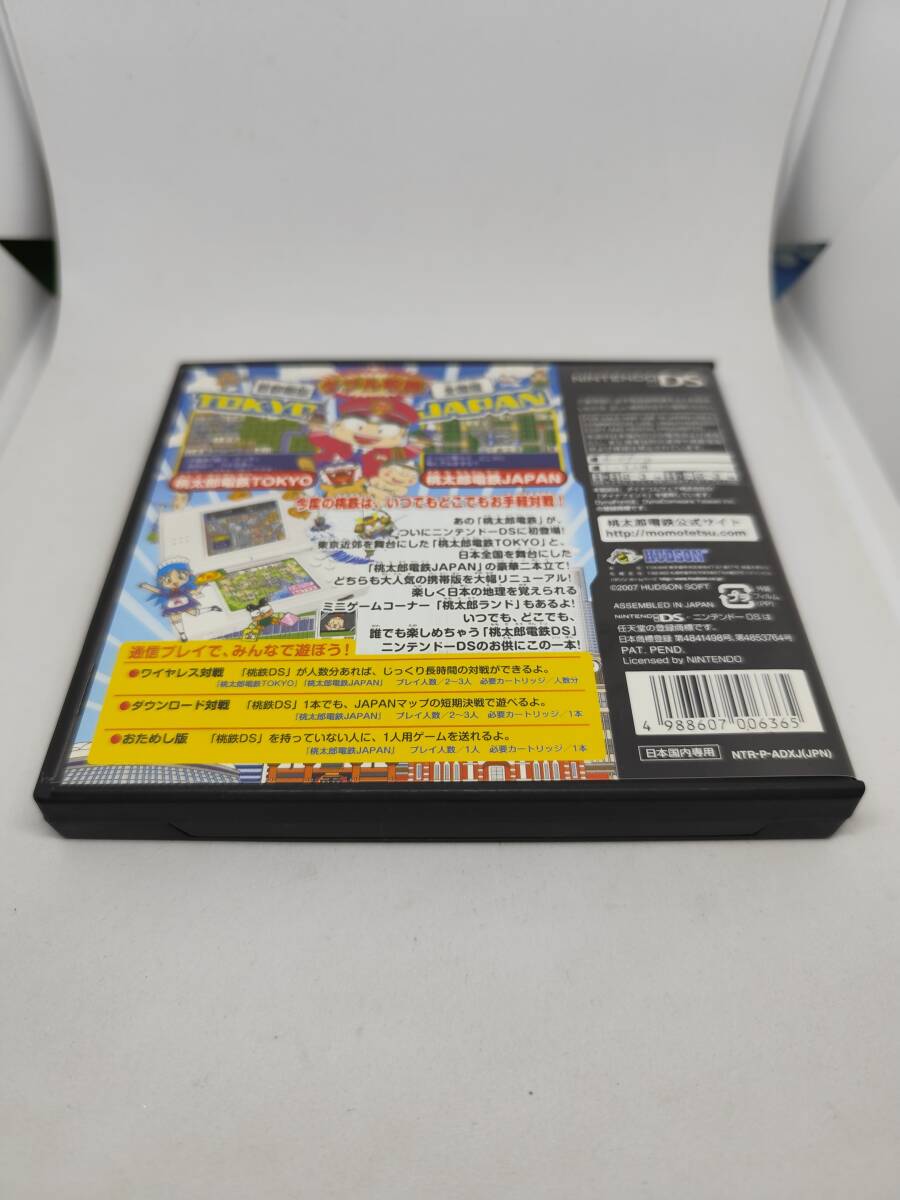 TOKYO
JAPAN
桃太郎電鉄TOKYO
桃太郎電鉄JAPAN
今度の桃鉄は、いつでもどこでもお手軽対戦!
あの「桃太郎電鉄」が、
ついにニンテンドーDSに初登場!
東京近郊を舞台にした「桃太郎電鉄TOKYO」と、
日本全国を舞台にした
「桃太郎電鉄JAPAN」の豪華二本立て!
どちらも大人気の携帯版を大幅リニューアル!
楽しく日本の地理を覚えられる
ミニゲームコーナー「桃太郎ランド」もあるよ!
いつでも、どこでも、
誰でも楽しめちゃう「桃太郎電鉄DS」
ニンテンドーDSのお供にこの一本!
通信プレイで、みんなで遊ぼう!
●ワイヤレス対戦 「桃鉄DS」が人数分あれば、じっくり長時間の対戦ができるよ。
「桃太郎電鉄TOKYO」「桃太郎電鉄JAPAN」 プレイ人数/2~3人 必要カートリッジ/人数分
●ダウンロード対戦 「桃鉄DS」1本でも、JAPANマップの短期決戦で遊べるよ。
「桃太郎電鉄JAPAN」 プレイ人数/2~3人 必要カートリッジ/1本
●おためし版 「桃鉄DS」を持っていない人に、1人用ゲームを送れるよ。
「桃太郎電鉄JAPAN」 プレイ人数/1人 必要カートリッジ/1本
NINTENDO DS
桃太郎電鉄公式サイト
http://momotetsu.com
HUDSON
©2007 HUDSON SOFT
ASSEMBLED IN JAPAN
プラ
NINTENDO DS・ニンテンドーDSは
任天堂の登録商標です。
日本商標登録 第4841498号、第4853764号
PAT. PEND.
Licensed by NINTENDO
4 988607 006365
日本国内専用
NTR-P-ADXJ(JPN)